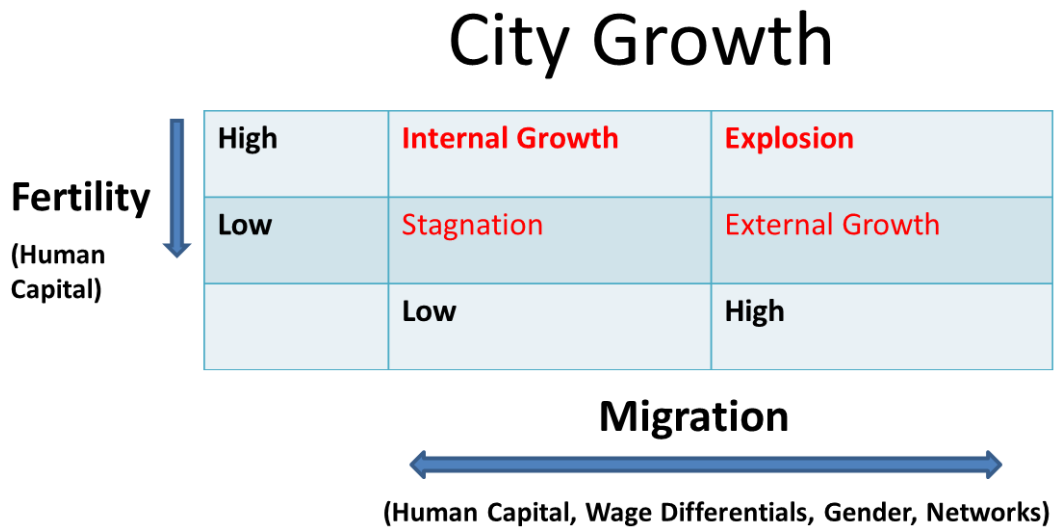 City Growth
High Internal Growth Explosion
Fertility
Low Stagnation External Growth
(Human
Capital)
Low High
Migration
(Human Capital, Wage Differentials, Gender, Networks)